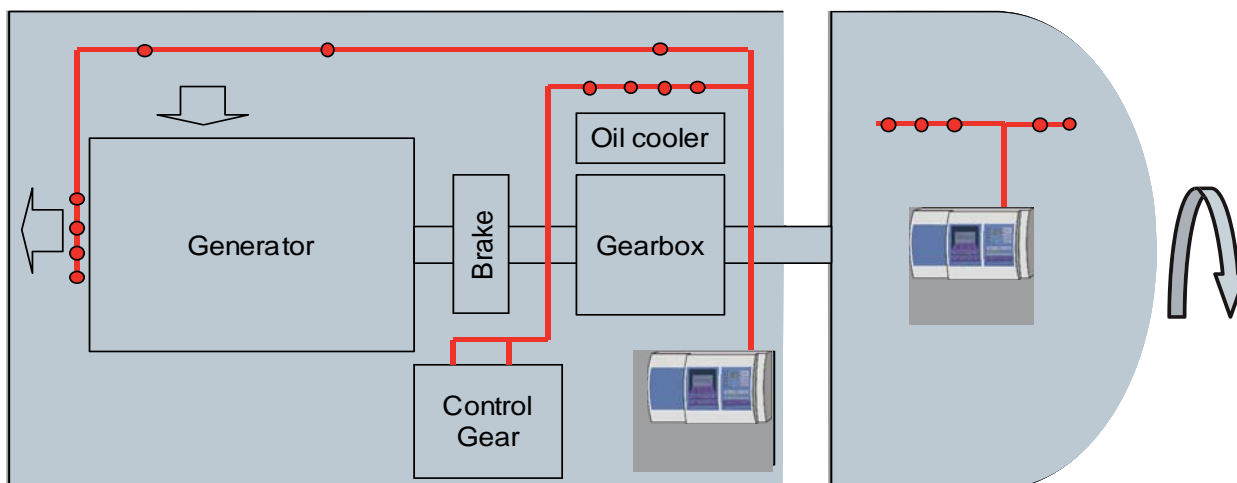 Oil cooler
Generator
Brake
Gearbox
Control
Gear